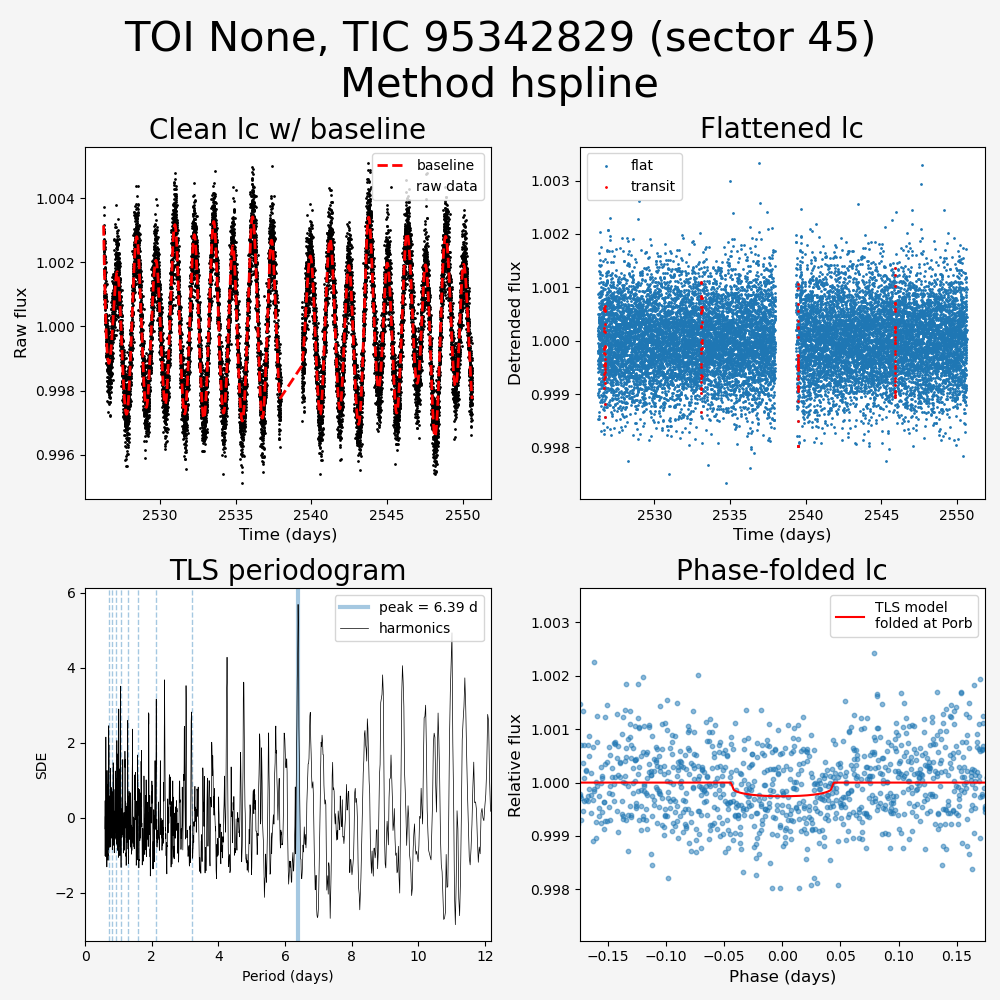 TOI None, TIC 95342829 (sector 45)
Method hspline
Clean lc w/ baseline
baseline
raw data
Raw flux
1.004
1.002
1.000
0.998
0.996
2530 2535 2540 2545 2550
Time (days)
Flattened lc
flat
transit
Detrended flux
1.003
1.002
1.001
1.000
0.999
0.998
2530 2535 2540 2545 2550
Time (days)
TLS periodogram
peak = 6.39 d
harmonics
SDE
6
4
2
0
−2
0 2 4 6 8 10 12
Period (days)
Phase-folded lc
TLS model
folded at Porb
Relative flux
1.003
1.002
1.001
1.000
0.999
0.998
−0.15 −0.10 −0.05 0.00 0.05 0.10 0.15
Phase (days)